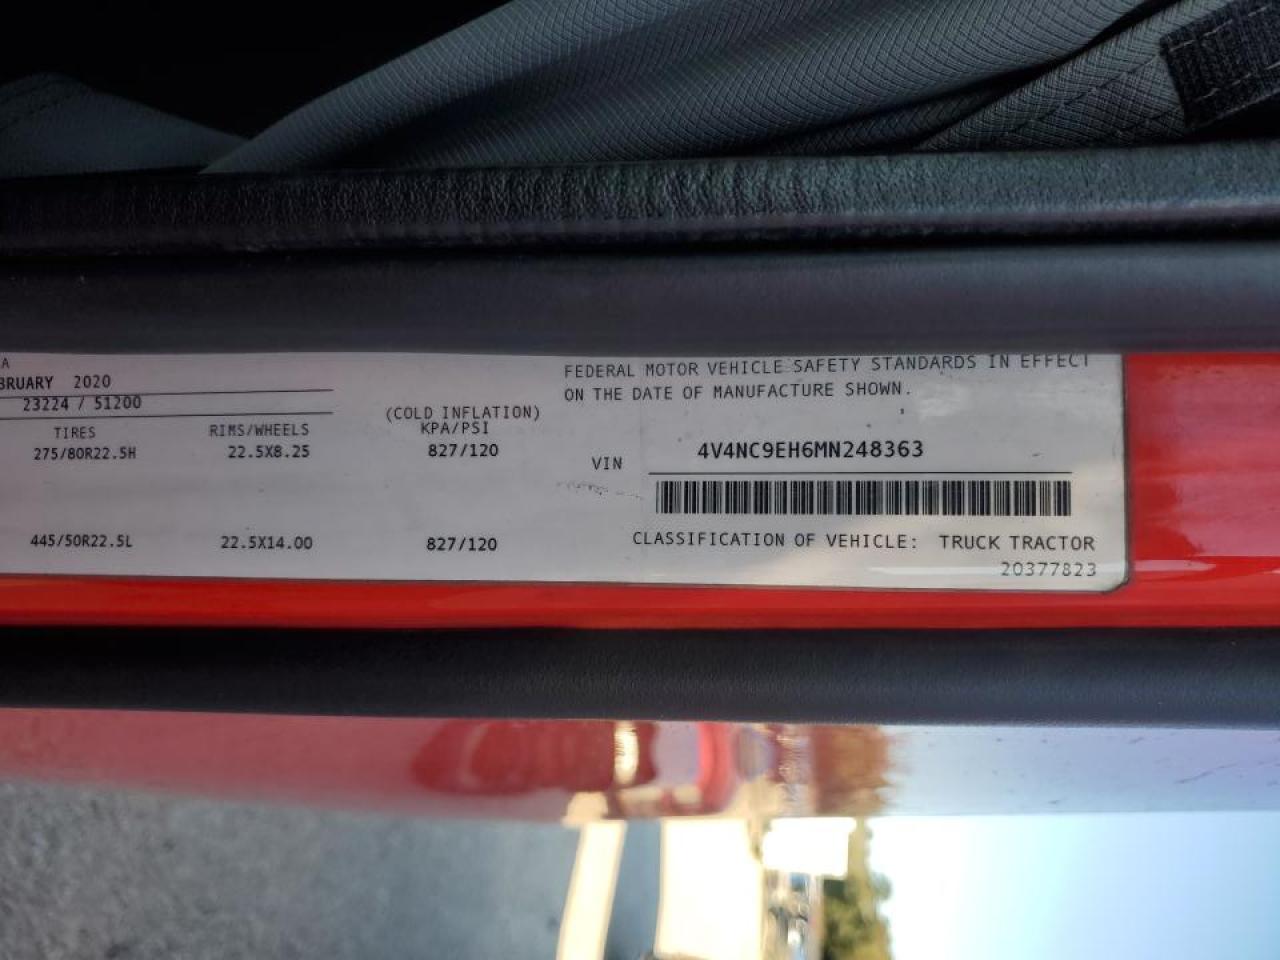 A
BRUARY 2020
23224 / 51200
TIRES RIMS/WHEELS (COLD INFLATION) KPA/PSI
275/80R22.5H 22.5X8.25 827/120
445/50R22.5L 22.5X14.00 827/120
FEDERAL MOTOR VEHICLE SAFETY STANDARDS IN EFFECT
ON THE DATE OF MANUFACTURE SHOWN.
VIN 4V4NC9EH6MN248363
CLASSIFICATION OF VEHICLE: TRUCK TRACTOR
20377823